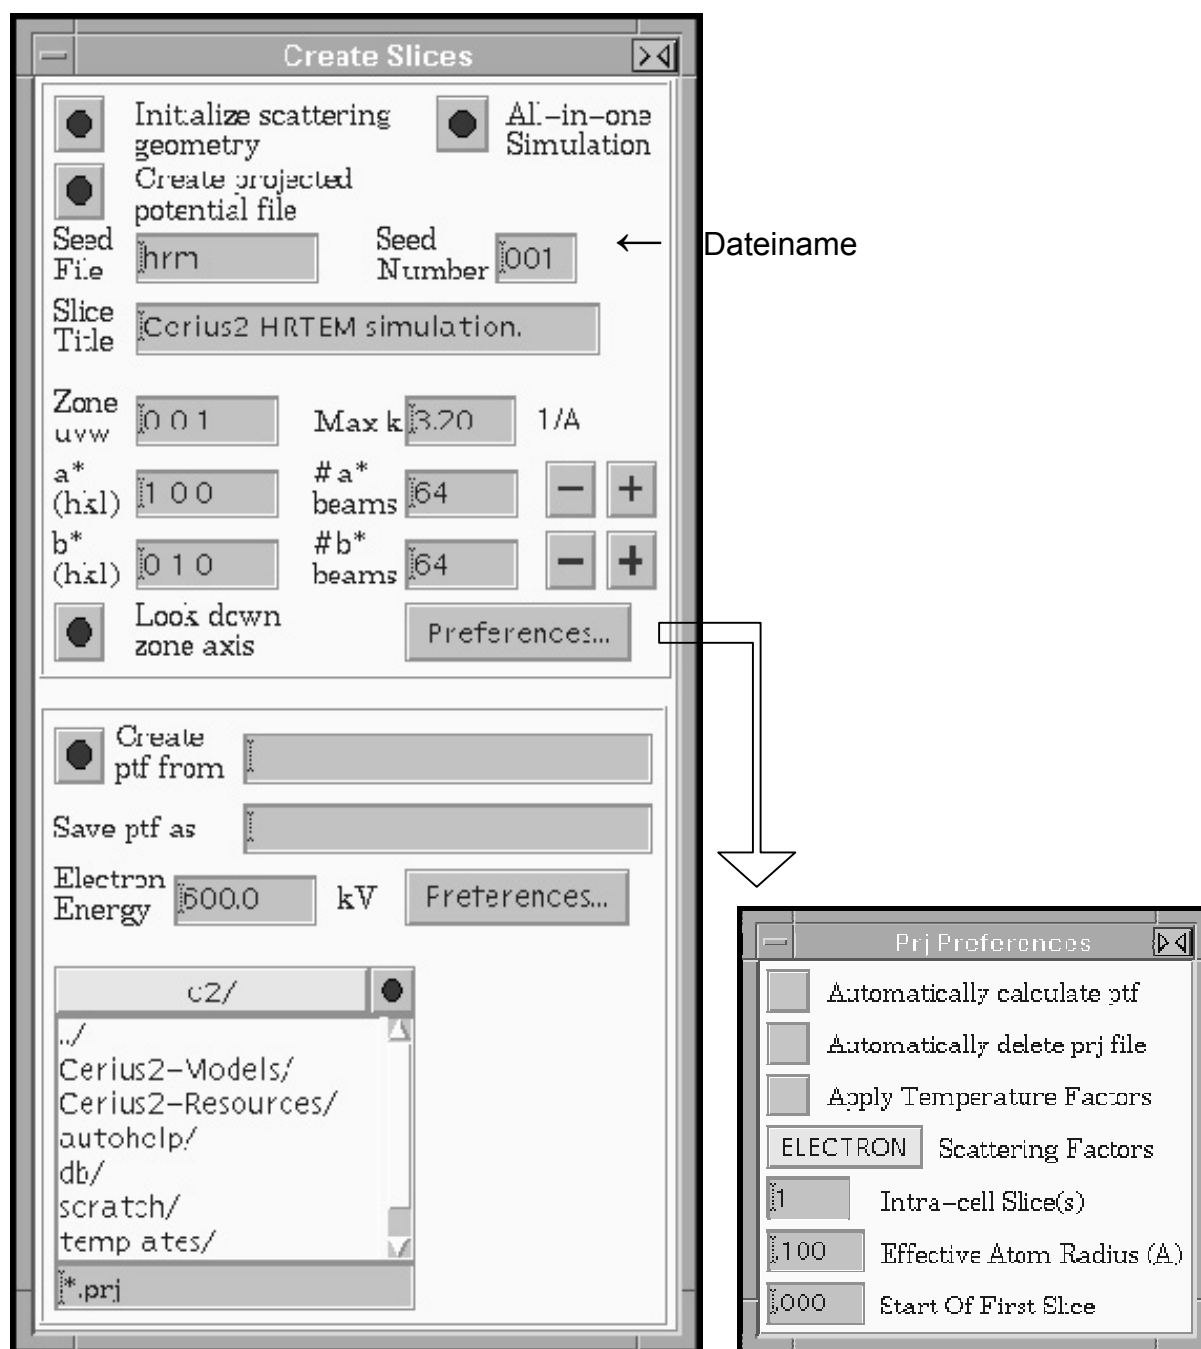 Create Slices
Initialize scattering
geometry
All-in-one
Simulation
Create projected
potential file
Seed
File
hrm
Seed
Number
001
← Dateiname
Slice
Title
Cerius2 HRTEM simulation.
Zone
uvw
0 0 1
Max k
3.20
1/A
a*
(hkl)
1 0 0
# a*
beams
64
− +
b*
(hkl)
0 1 0
#b*
beams
64
− +
Look down
zone axis
Preferences...
Create
ptf from
Save ptf as
Electron
Energy
kV
Preferences...
c2/
../
Cerius2-Models/
Cerius2-Resources/
autohelp/
db/
scratch/
templates/
*.prj
Prj Preferences
Automatically calculate ptf
Automatically delete prj file
Apply Temperature Factors
ELECTRON Scattering Factors
1 Intra-cell Slice(s)
.100 Effective Atom Radius (A)
.000 Start Of First Slice